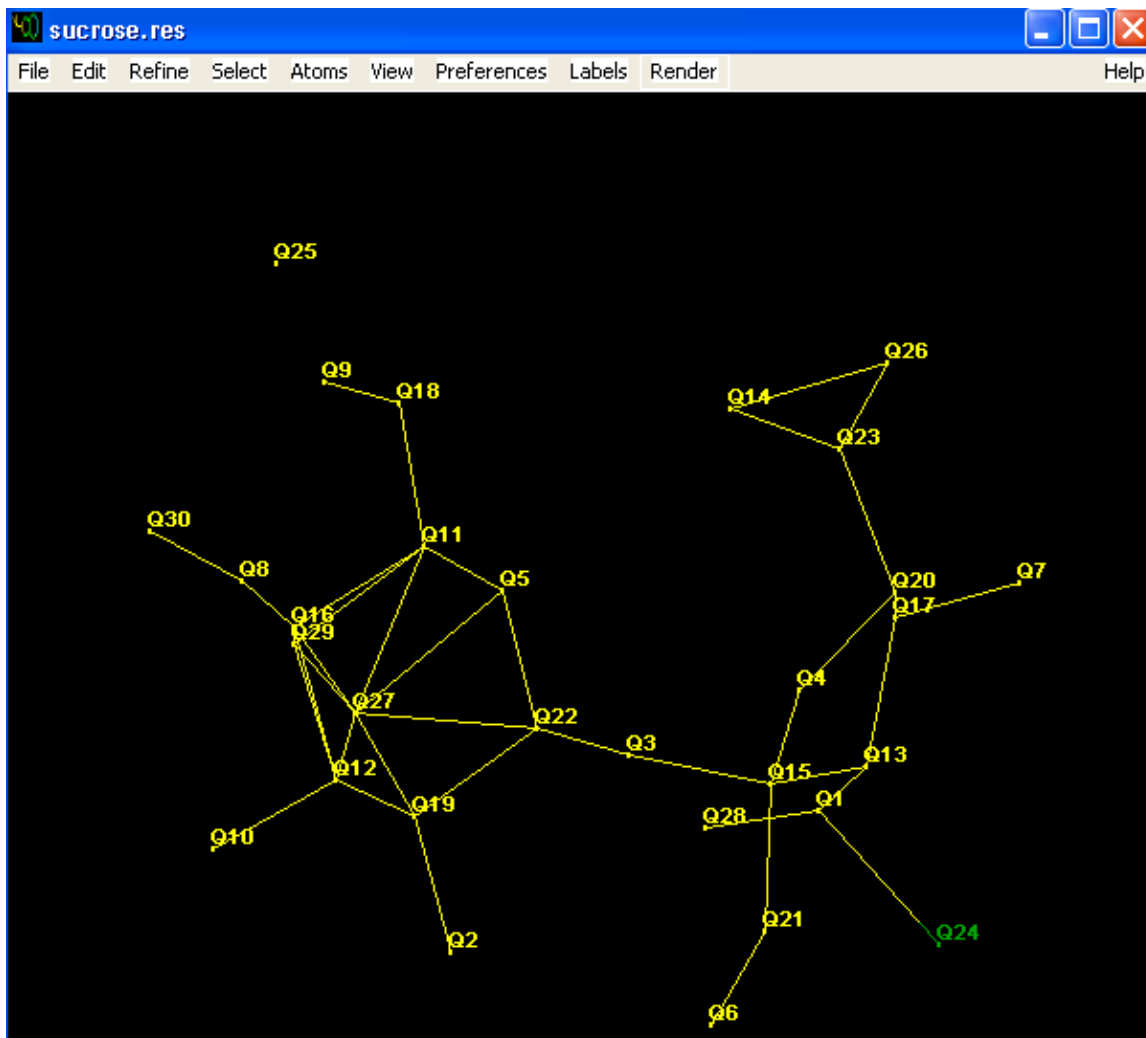 sucrose.res
File Edit Refine Select Atoms View Preferences Labels Render Help
Q25
Q26
Q9
Q18
Q14
Q23
Q30
Q11
Q8
Q5
Q7
Q20
Q16
Q17
Q29
Q4
Q27
Q22
Q3
Q13
Q12
Q15
Q19
Q1
Q28
Q10
Q21
Q24
Q2
Q6